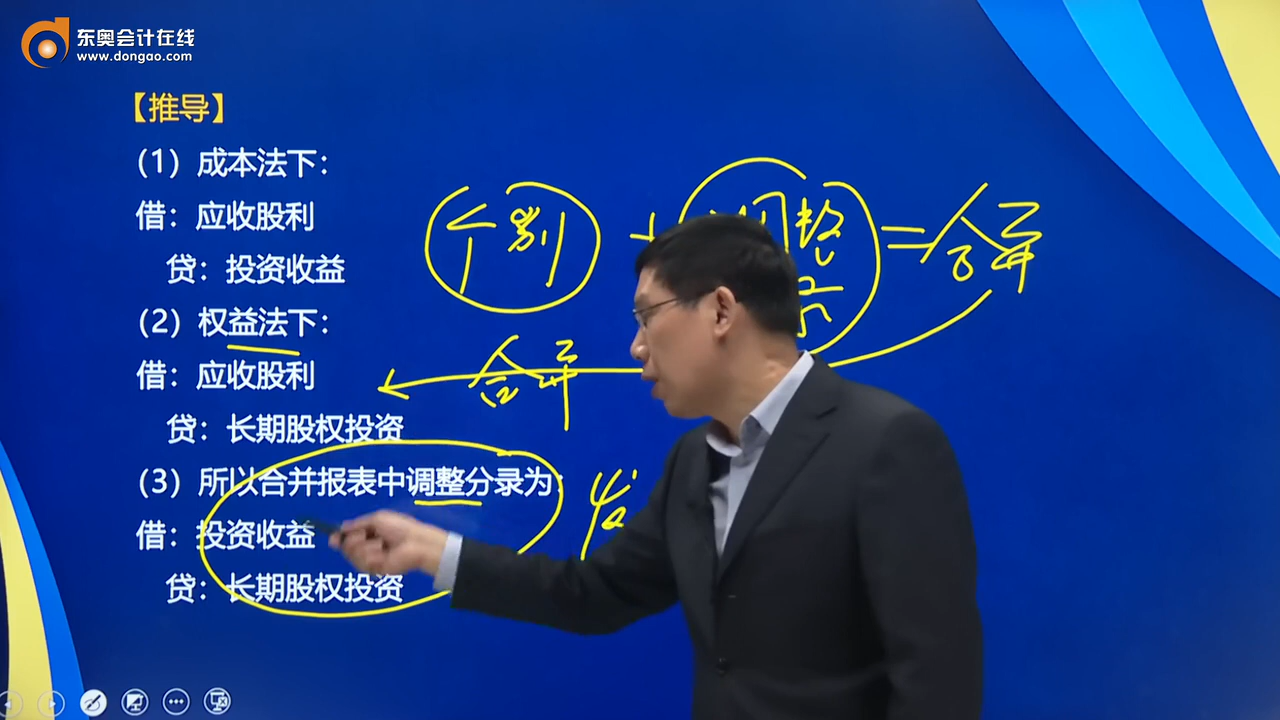 东奥会计在线
www.dongao.com
【推导】
（1）成本法下：
借：应收股利
贷：投资收益
（2）权益法下：
借：应收股利
贷：长期股权投资
（3）所以合并报表中调整分录为：
借：投资收益
贷：长期股权投资
个别 + 调整 = 合并
合并